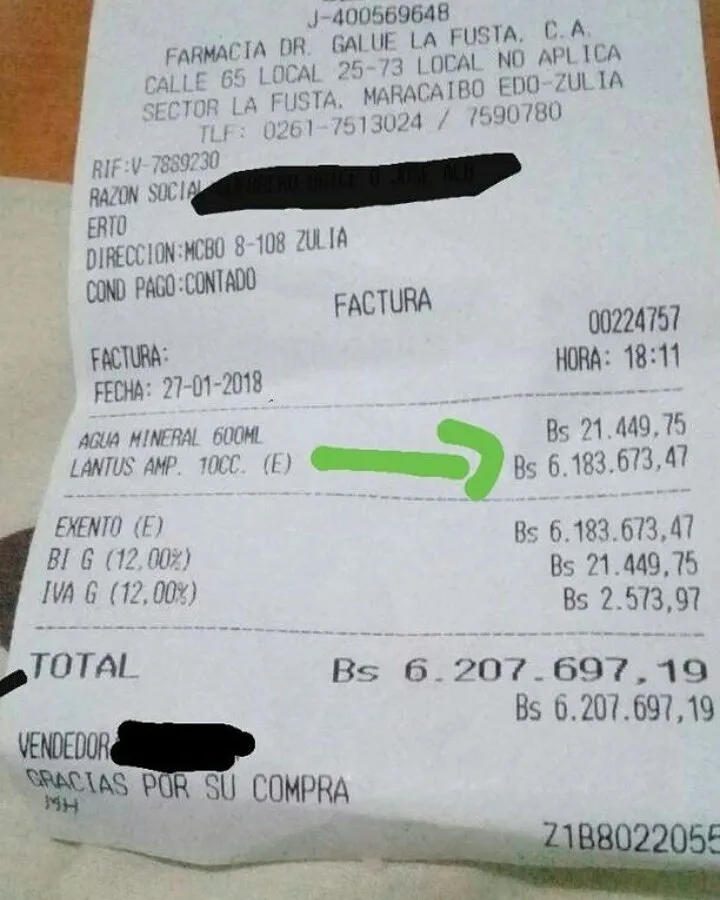 J-400569648
FARMACIA DR. GALUE LA FUSTA, C.A.
CALLE 65 LOCAL 25-73 LOCAL NO APLICA
SECTOR LA FUSTA. MARACAIBO EDO-ZULIA
TLF: 0261-7513024 / 7590780
RIF:V-7889230
RAZON SOCIAL
ERTO
DIRECCION:MCBO 8-108 ZULIA
COND PAGO:CONTADO
FACTURA
FACTURA: 00224757
FECHA: 27-01-2018 HORA: 18:11
AGUA MINERAL 600ML Bs 21.449,75
LANTUS AMP. 10CC. (E) Bs 6.183.673,47
EXENTO (E) Bs 6.183.673,47
BI G (12,00%) Bs 21.449,75
IVA G (12,00%) Bs 2.573,97
TOTAL Bs 6.207.697,19
Bs 6.207.697,19
VENDEDOR
GRACIAS POR SU COMPRA
MH
Z1B8022055